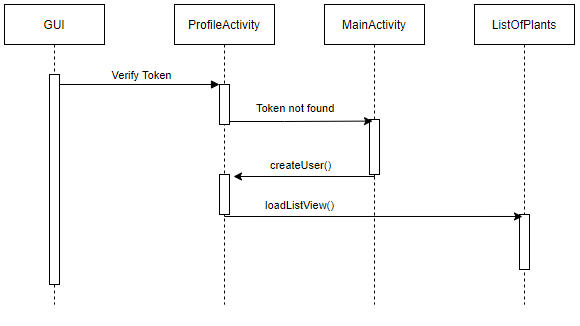 GUI
ProfileActivity
MainActivity
ListOfPlants
Verify Token
Token not found
createUser()
loadListView()